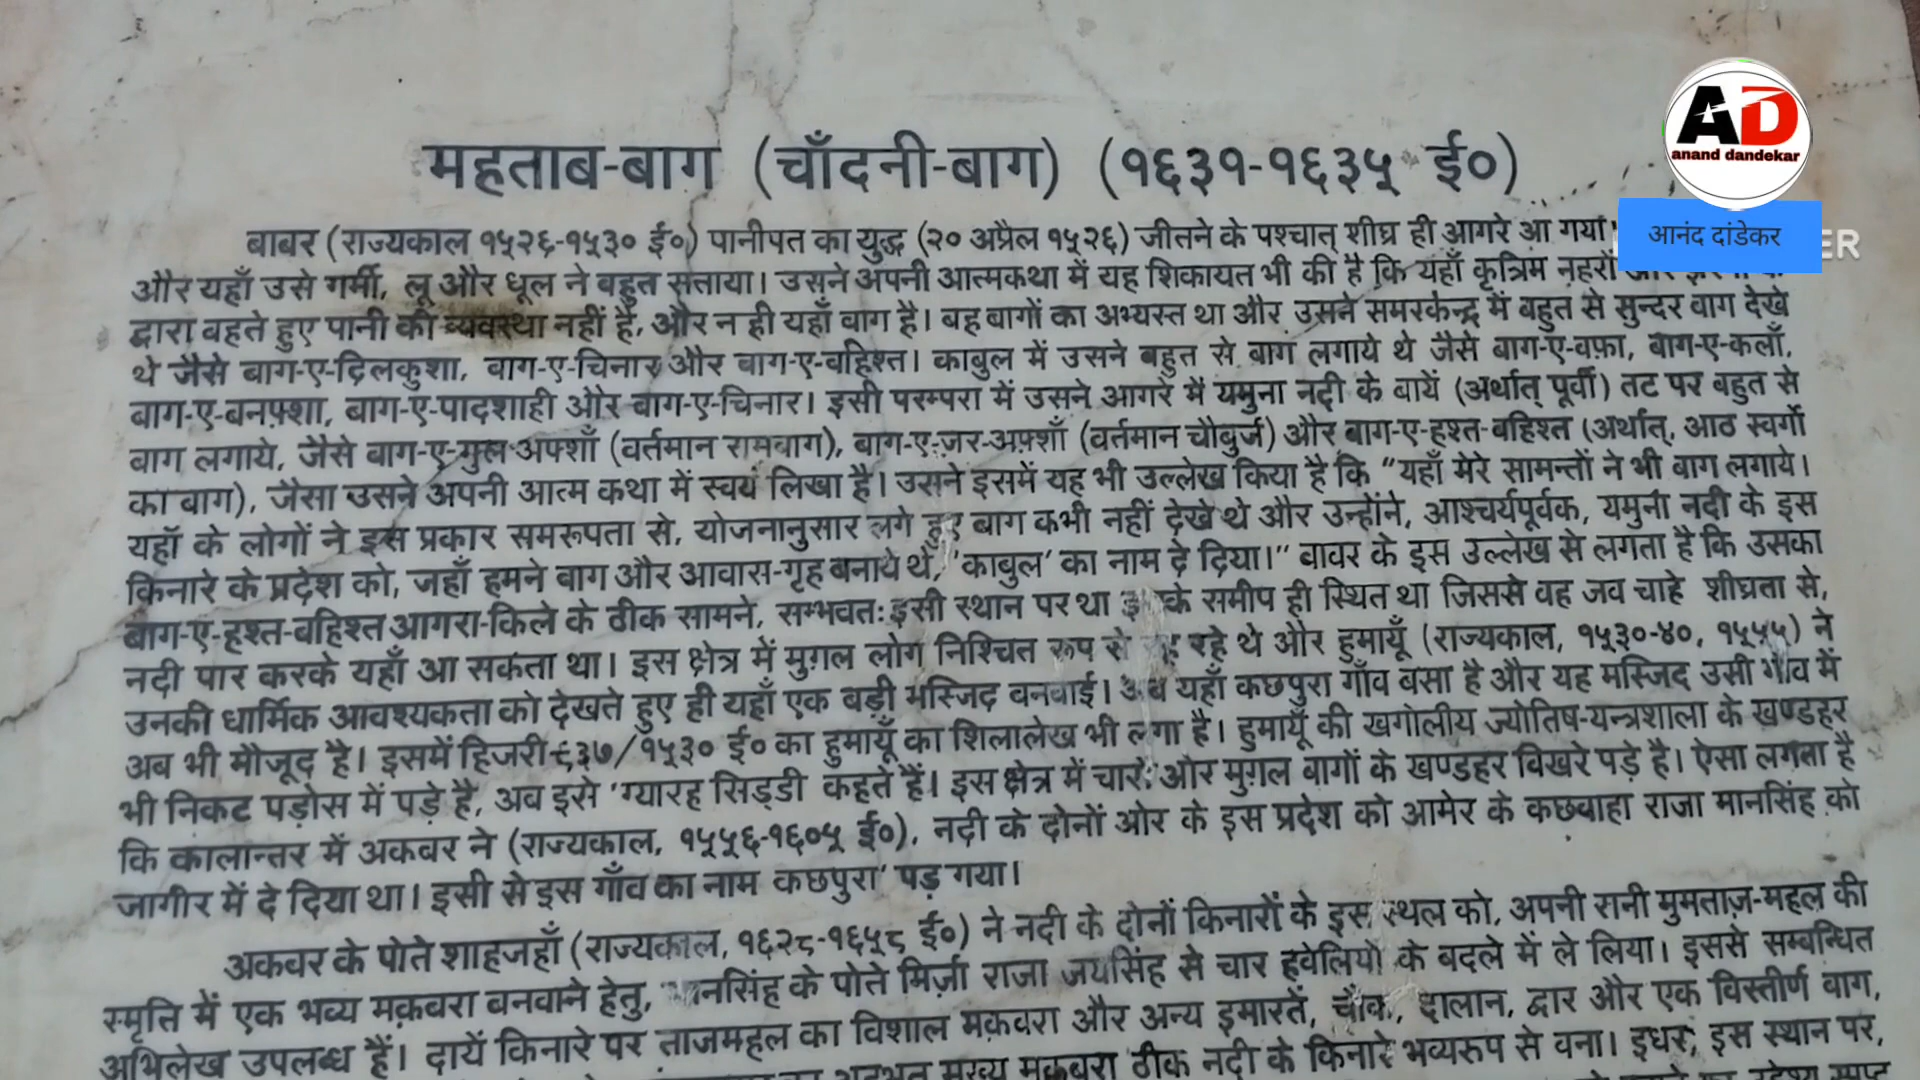 महताब-बाग (चाँदनी-बाग) (१६३१-१६३५ ई०)
बाबर (राज्यकाल १५२६-१५३० ई०) पानीपत का युद्ध (२० अप्रैल १५२६) जीतने के पश्चात् शीघ्र ही आगरे आ गया।
और यहाँ उसे गर्मी, लू और धूल ने बहुत सताया। उसने अपनी आत्मकथा में यह शिकायत भी की है कि यहाँ कृत्रिम नहरों
द्वारा बहते हुए पानी की व्यवस्था नहीं है, और न ही यहाँ बाग है। वह बागों का अभ्यस्त था और उसने समरकेन्द्र में बहुत से सुन्दर बाग देखे
थे जैसे बाग-ए-दिलकुशा, बाग-ए-चिनार और बाग-ए-वहिश्त। काबुल में उसने बहुत से बाग लगाये थे जैसे बाग-ए-वफ़ा, बाग-ए-कलाँ,
बाग-ए-बनफ़्शा, बाग-ए-पादशाही और बाग-ए-चिनार। इसी परम्परा में उसने आगरे में यमुना नदी के बायें (अर्थात् पूर्वी) तट पर बहुत से
बाग लगाये, जैसे बाग-ए-गुल-अफ्शाँ (वर्तमान रामबाग), बाग-ए-ज़र-अफ़्शाँ (वर्तमान चौबुर्ज) और बाग-ए-हश्त-बहिश्त (अर्थात्, आठ स्वर्गो
का बाग), जैसा उसने अपनी आत्म कथा में स्वयं लिखा है। उसने इसमें यह भी उल्लेख किया है कि "यहाँ मेरे सामन्तों ने भी बाग लगाये।
यहाँ के लोगों ने इस प्रकार समरूपता से, योजनानुसार लगे हुए बाग कभी नहीं देखे थे और उन्होंने, आश्चर्यपूर्वक, यमुना नदी के इस
किनारे के प्रदेश को, जहाँ हमने बाग और आवास-गृह बनाये थे, 'काबुल' का नाम दे दिया।" बाबर के इस उल्लेख से लगता है कि उसका
बाग-ए-हश्त-बहिश्त आगरा-किले के ठीक सामने, सम्भवतः इसी स्थान पर था समीप ही स्थित था जिससे वह जब चाहे शीघ्रता से,
नदी पार करके यहाँ आ सकता था। इस क्षेत्र में मुग़ल लोग निश्चित रूप से रहे थे और हुमायूँ (राज्यकाल, १५३०-४०, १५५५) ने
उनकी धार्मिक आवश्यकता को देखते हुए ही यहाँ एक बड़ी मस्जिद बनवाई। अब यहाँ कछपुरा गाँव बसा है और यह मस्जिद उसी गाँव में
अब भी मौजूद है। इसमें हिजरी ९३७/१५३० ई० का हुमायूँ का शिलालेख भी लगा है। हुमायूँ की खगोलीय ज्योतिष-यन्त्रशाला के खण्डहर
भी निकट पड़ोस में पड़े है, अब इसे 'ग्यारह सिड्डी कहते हैं। इस क्षेत्र में चारों ओर मुग़ल बागों के खण्डहर बिखरे पड़े है। ऐसा लगता है
कि कालान्तर में अकबर ने (राज्यकाल, १५५६-१६०५ ई०), नदी के दोनों ओर के इस प्रदेश को आमेर के कछवाहा राजा मानसिंह को
जागीर में दे दिया था। इसी से इस गाँव का नाम कछपुरा' पड़ गया।
अकबर के पोते शाहजहाँ (राज्यकाल, १६२८-१६५८ ई०) ने नदी के दोनों किनारों के इस स्थल को, अपनी रानी मुमताज़-महल की
स्मृति में एक भव्य मक़बरा बनवाने हेतु, मानसिंह के पोते मिर्ज़ा राजा जयसिंह से चार हवेलियों के बदले में ले लिया। इससे सम्बन्धित
अभिलेख उपलब्ध हैं। दायें किनारे पर ताजमहल का विशाल मक़बरा और अन्य इमारतें, चौक, दालान, द्वार और एक विस्तीर्ण बाग,
मुख्य मक़बरा ठीक नदी के किनारे भव्यरूप से बना। इधर, इस स्थान पर,
AD
anand dandekar
आनंद दांडेकर